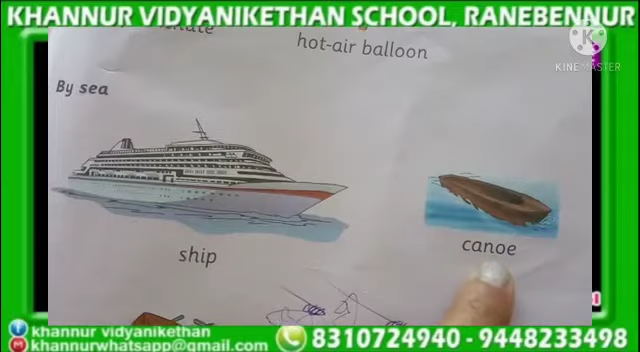 KHANNUR VIDYANIKETHAN SCHOOL, RANEBENNUR
hot-air balloon
KINEMASTER
By sea
ship
canoe
khannur vidyanikethan
khannurwhatsapp@gmail.com
8310724940 - 9448233498